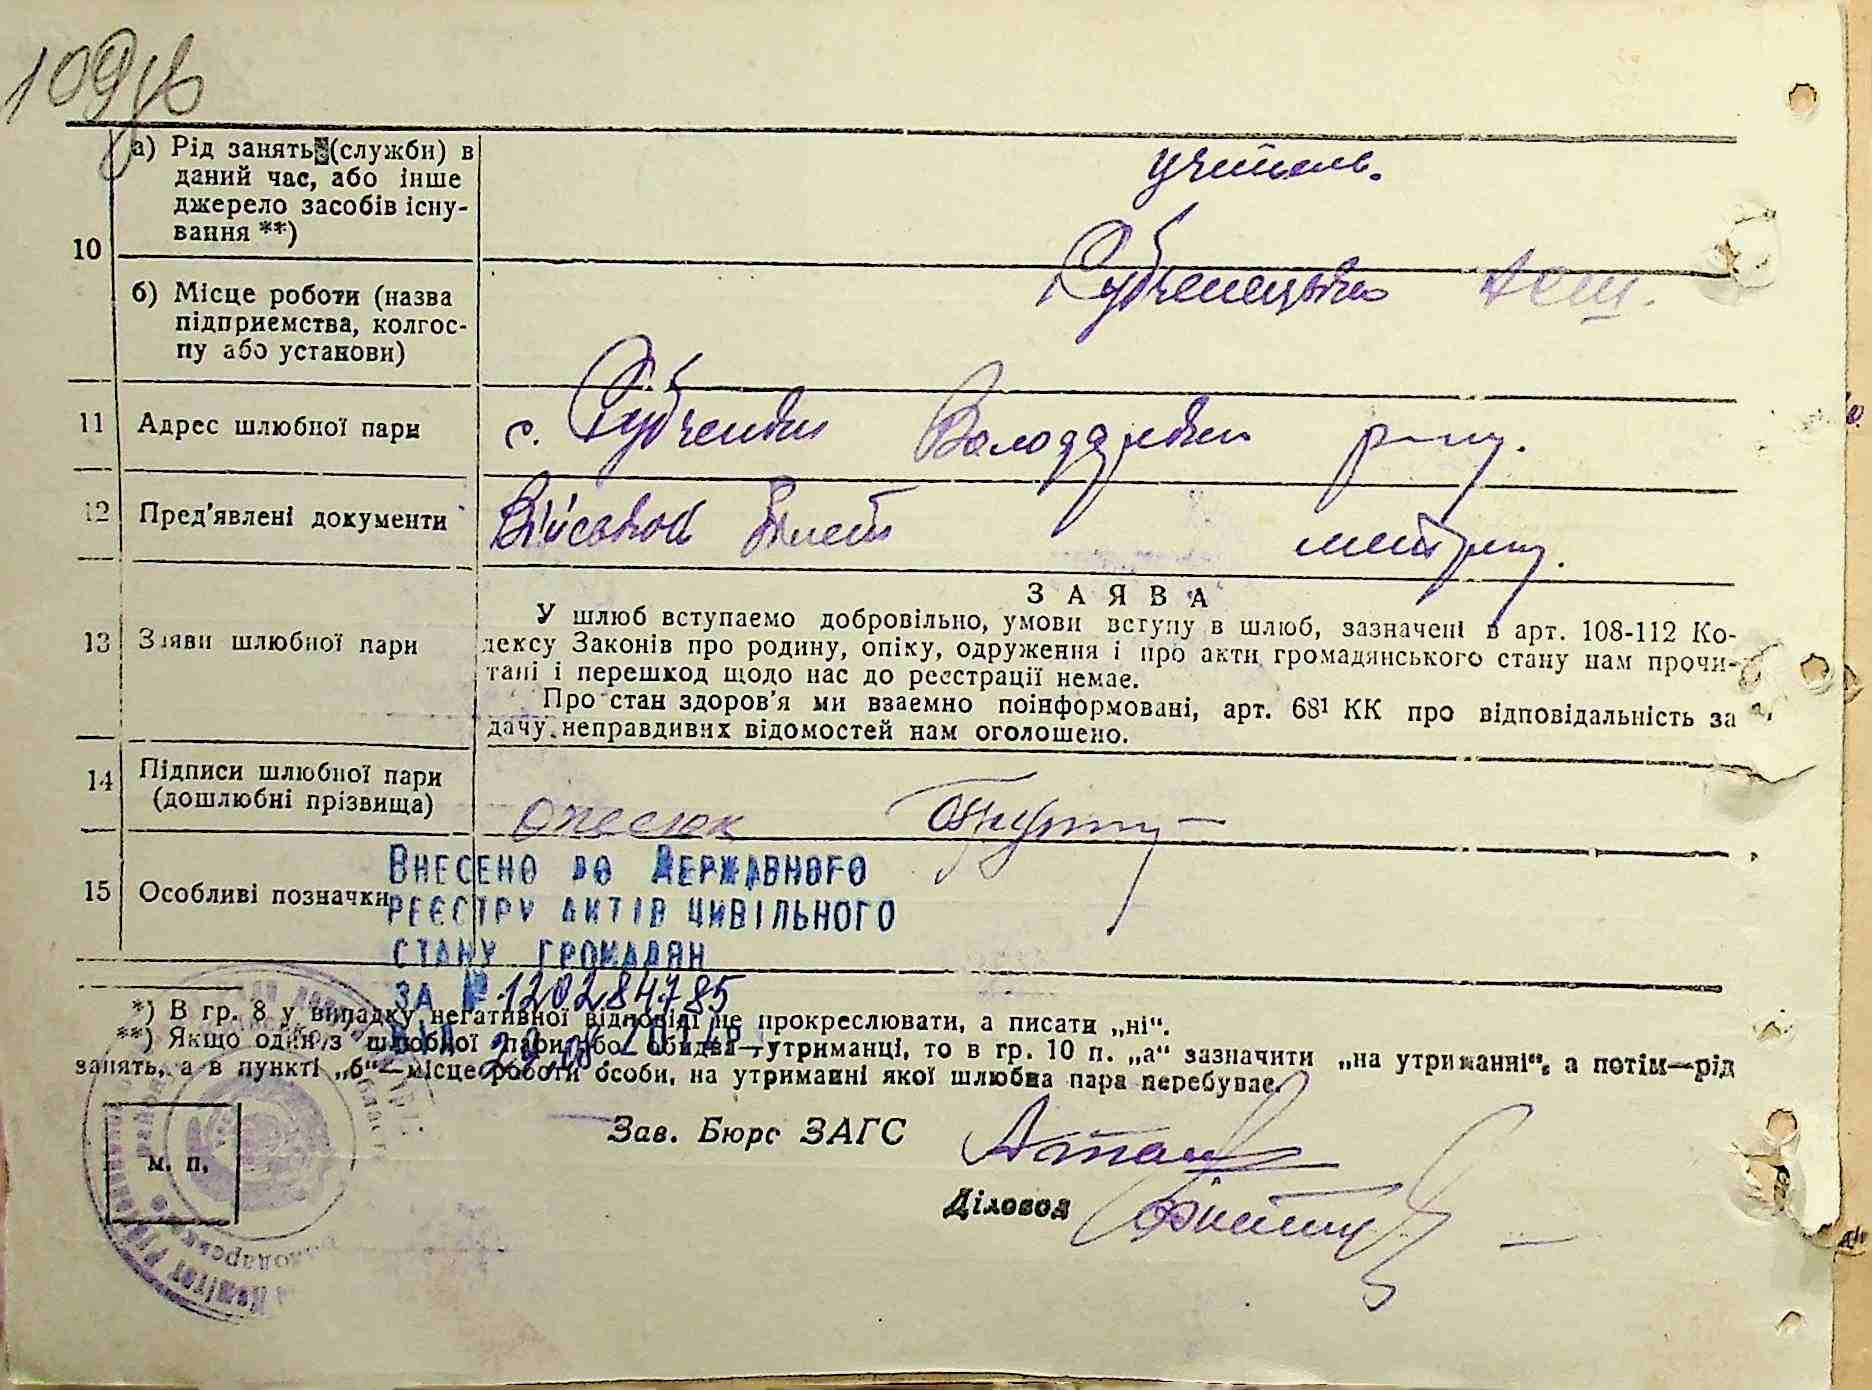 109
10
а) Рід занять (служби) в
даний час, або інше
джерело засобів існу-
вання **)
учитель.
б) Місце роботи (назва
підприємства, колгос-
пу або установи)
11 Адрес шлюбної пари
с. Рубченки Володарськ р-ну.
12 Пред'явлені документи
Військов білет метрику.
13 Заяви шлюбної пари
ЗАЯВА
У шлюб вступаємо добровільно, умови вступу в шлюб, зазначені в арт. 108-112 Ко-
дексу Законів про родину, опіку, одруження і про акти громадянського стану нам прочи-
тані і перешкод щодо нас до реєстрації немає.
Про стан здоров'я ми взаємно поінформовані, арт. 68¹ КК про відповідальність за
дачу неправдивих відомостей нам оголошено.
14 Підписи шлюбної пари
(дошлюбні прізвища)
Олесюк
15 Особливі позначки
Внесено до Державного
реєстру актів цивільного
стану громадян
за № 120284785
*) В гр. 8 у випадку негативної відповіді не прокреслювати, а писати „ні“.
**) Якщо один з шлюбної пари або обидва—утриманці, то в гр. 10 п. „а“ зазначити „на утриманні“, а потім—рід
занять, а в пункті „б“—місце роботи особи, на утриманні якої шлюбна пара перебуває.
Зав. Бюро ЗАГС
Діловод
м. п.